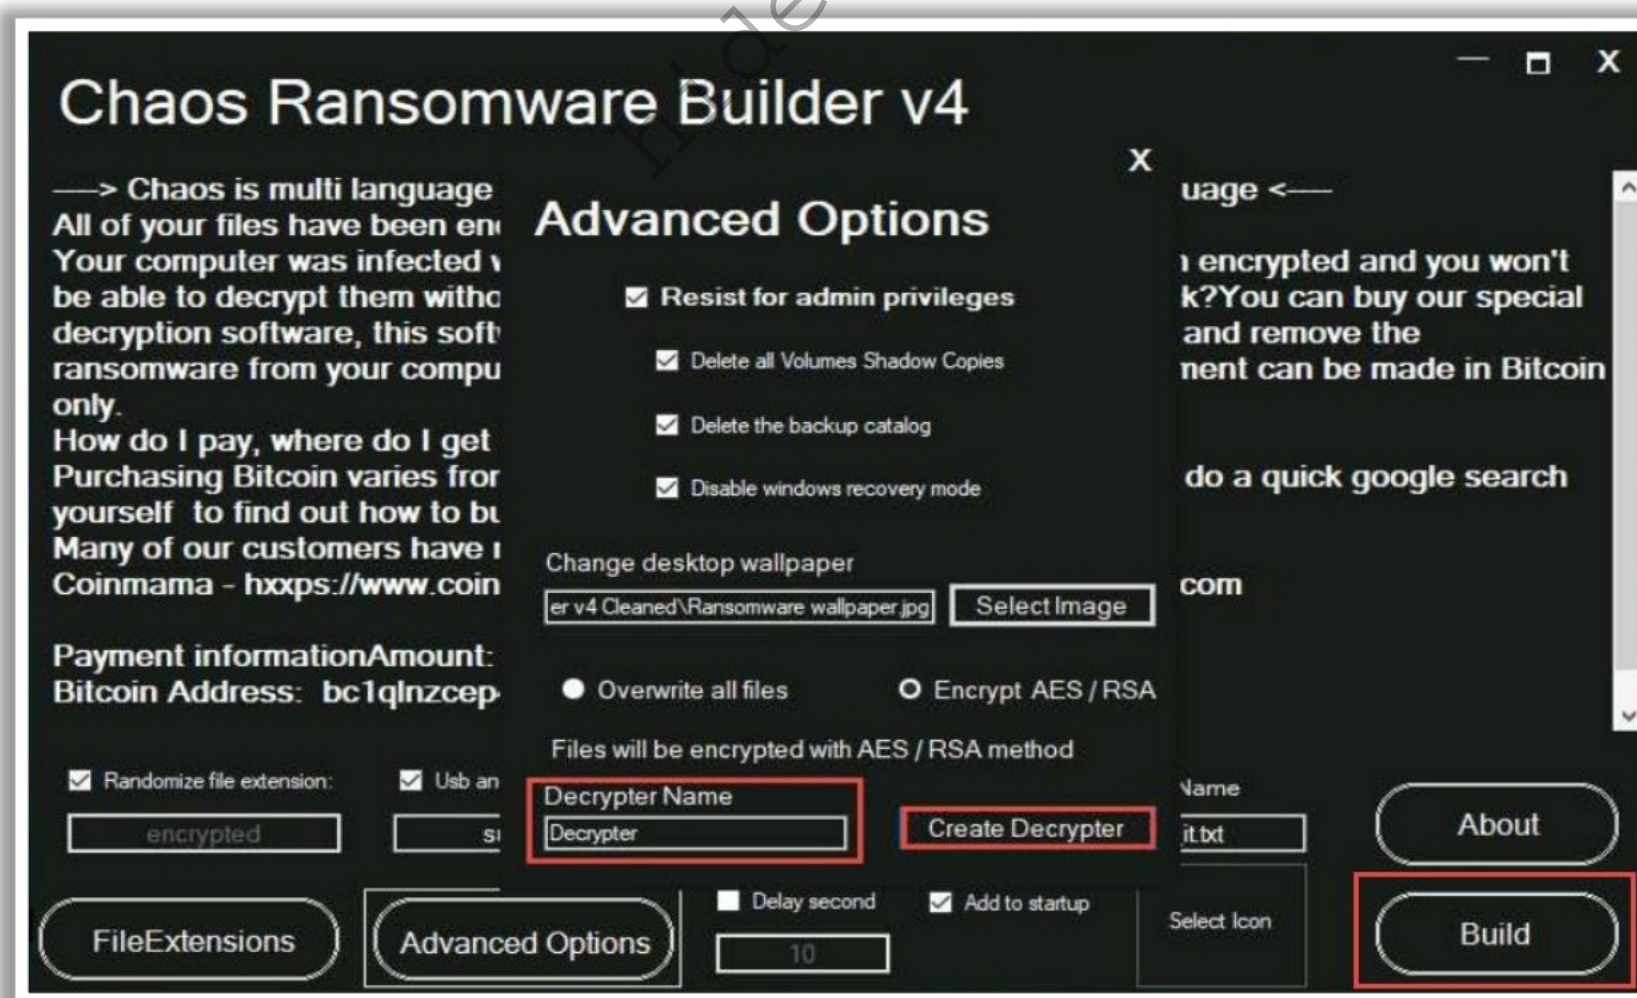 Chaos Ransomware Builder v4
X
X
—–> Chaos is multi language
uage <—–
All of your files have been
Your computer was infected
encrypted and you won't
be able to decrypt them
k?You can buy our special
decryption software, this
and remove the
ransomware from your
ment can be made in Bitcoin
only.
How do I pay, where do I get
Purchasing Bitcoin varies
do a quick google search
yourself to find out how to
Many of our customers have
Coinmama - hxxps://www.coin
com
Payment informationAmount:
Bitcoin Address: bc1qlnzcep
Advanced Options
Resist for admin privileges
Delete all Volumes Shadow Copies
Delete the backup catalog
Disable windows recovery mode
Change desktop wallpaper
er v4 Cleaned\Ransomware wallpaper.jpg
Select Image
Overwrite all files
Encrypt AES / RSA
Files will be encrypted with AES / RSA method
Decrypter Name
Decrypter
Create Decrypter
Randomize file extension:
Usb an
Name
encrypted
it.txt
About
FileExtensions
Advanced Options
Delay second
10
Add to startup
Select Icon
Build